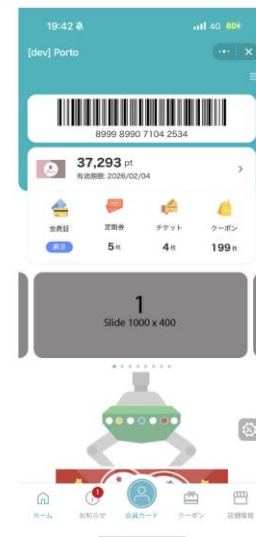 19:42
4G 80
[dev] Porto
8999 8990 7104 2534
37,293 pt
有効期限: 2026/02/04
会員証 定期券 チケット クーポン
表示 5枚 4枚 199枚
1
Slide 1000 x 400
ホーム お知らせ 会員カード クーポン 店舗情報